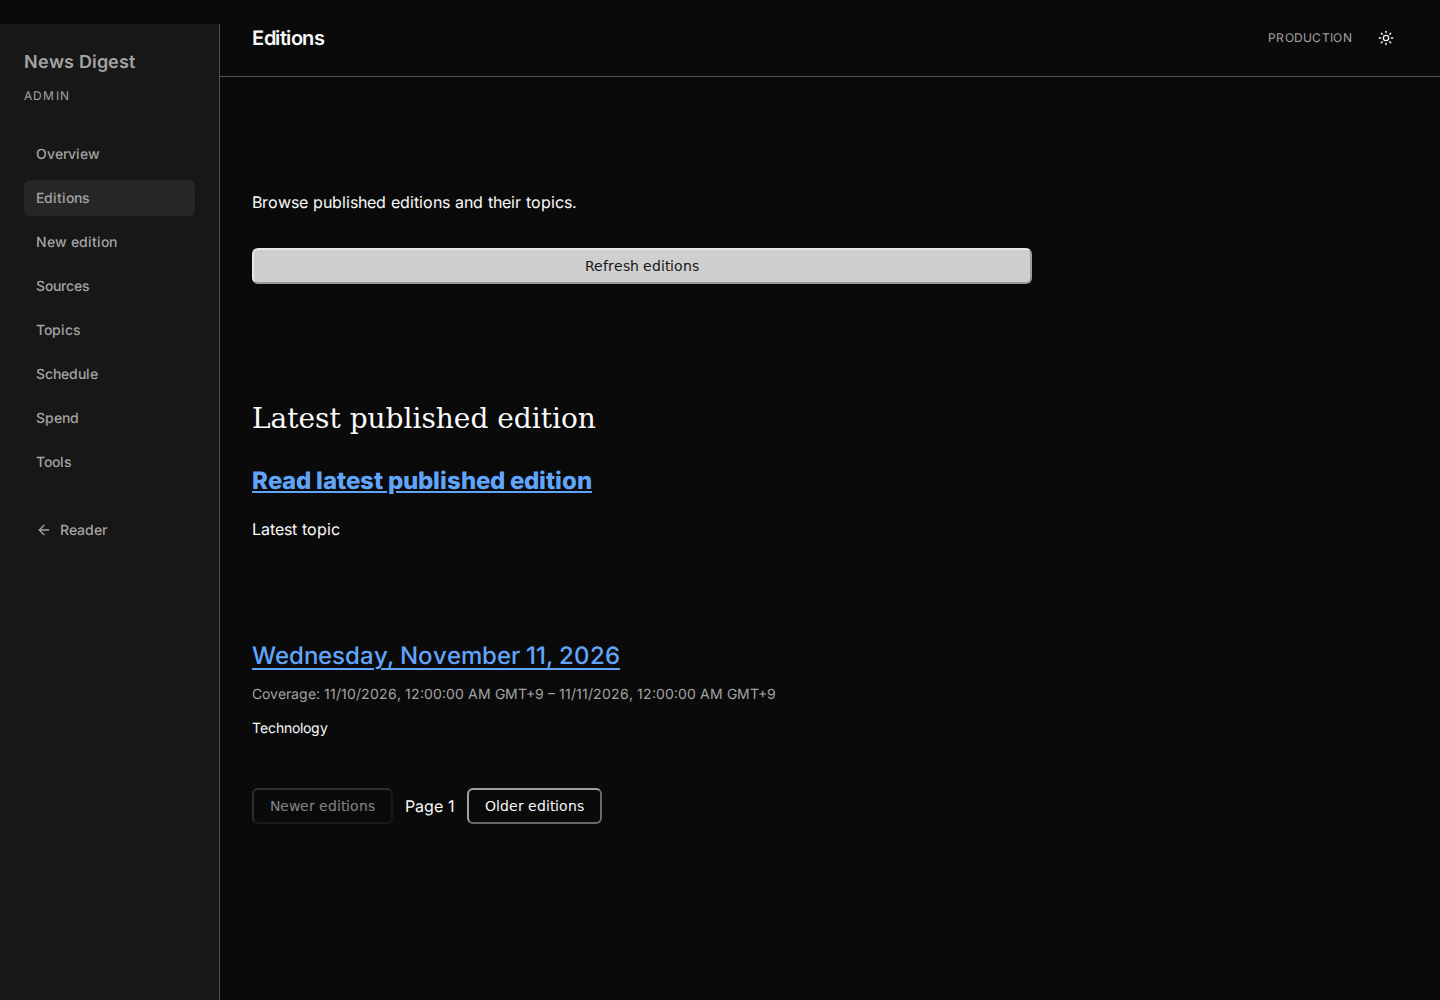 News Digest
ADMIN
Overview
Editions
New edition
Sources
Topics
Schedule
Spend
Tools
Reader
Editions
PRODUCTION
Browse published editions and their topics.
Refresh editions
Latest published edition
Read latest published edition
Latest topic
Wednesday, November 11, 2026
Coverage: 11/10/2026, 12:00:00 AM GMT+9 – 11/11/2026, 12:00:00 AM GMT+9
Technology
Newer editions Page 1 Older editions